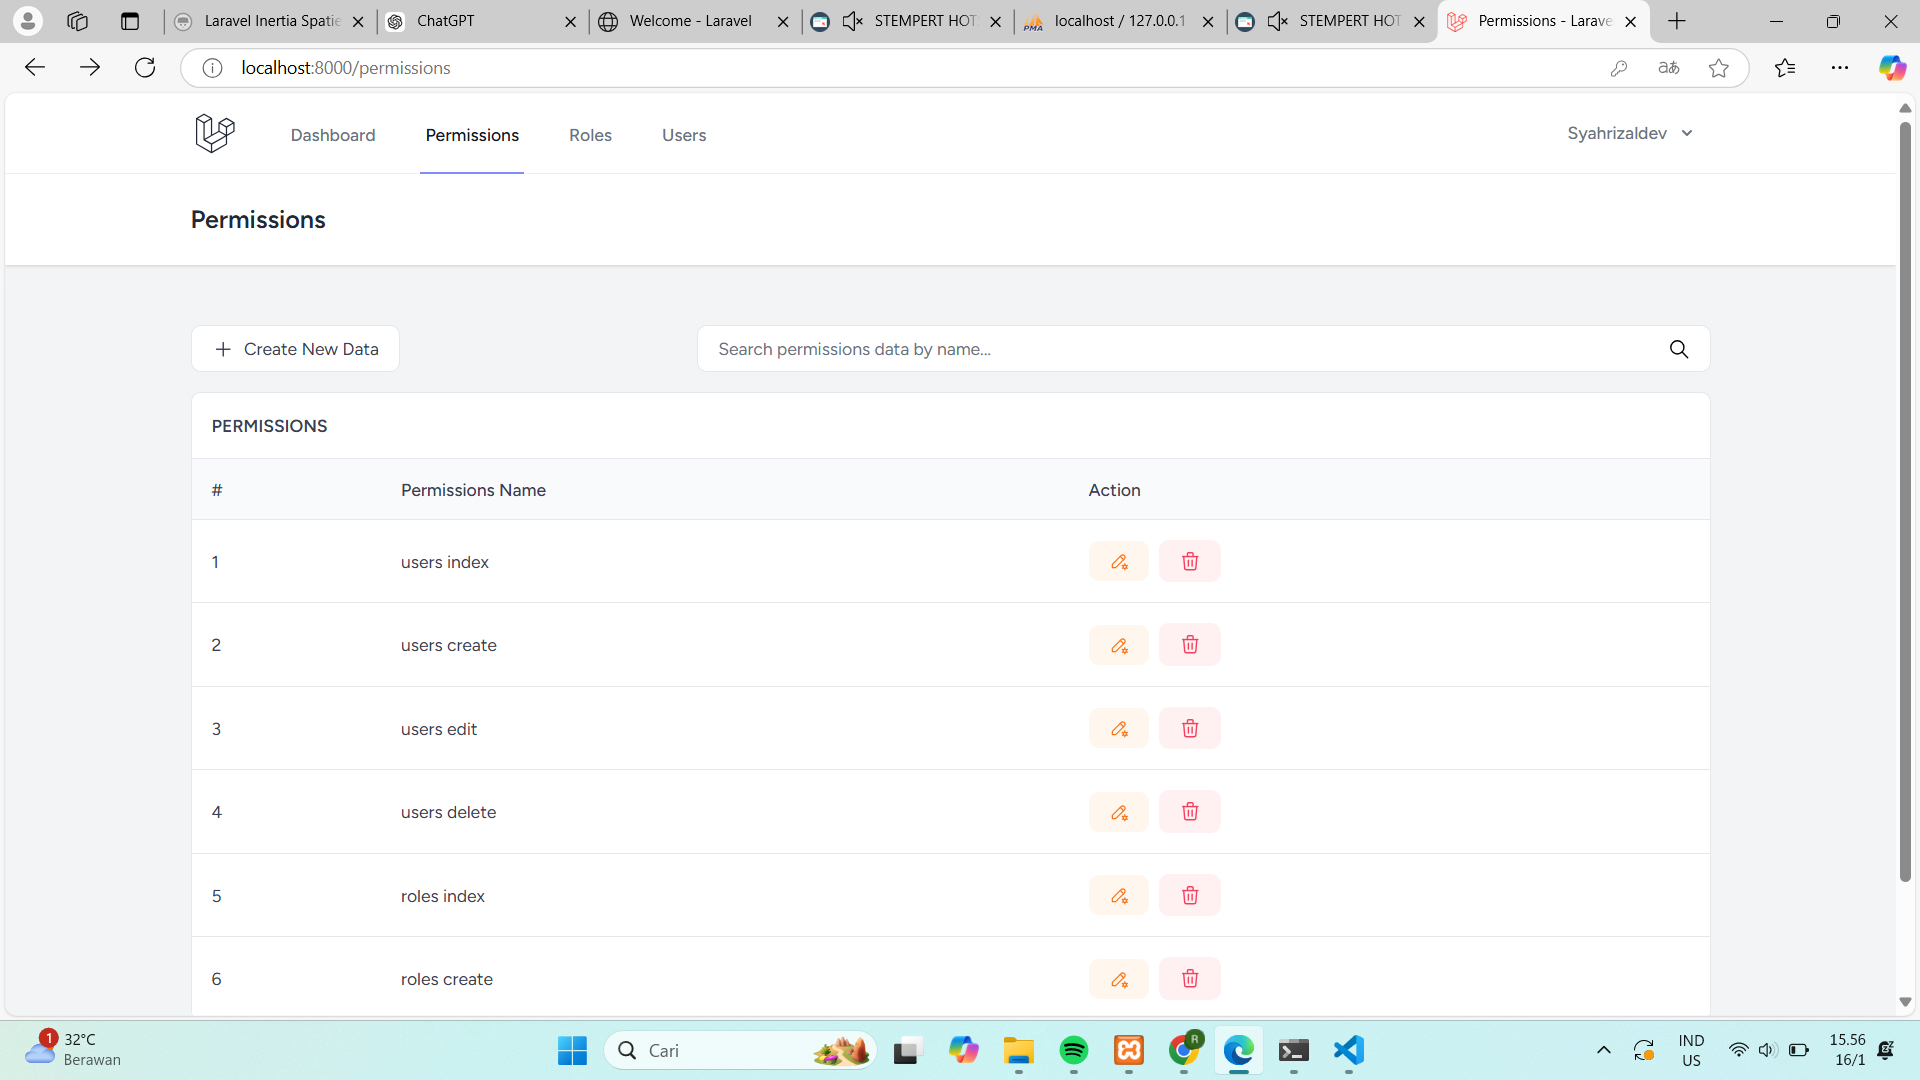 Laravel Inertia Spatie
ChatGPT
Welcome - Laravel
STEMPERT HOT
localhost / 127.0.0.1
STEMPERT HOT
Permissions - Larave
localhost:8000/permissions
Dashboard
Permissions
Roles
Users
Syahrizaldev
Permissions
Create New Data
Search permissions data by name...
PERMISSIONS
# Permissions Name Action
1 users index
2 users create
3 users edit
4 users delete
5 roles index
6 roles create
1
32°C
Berawan
Cari
R
IND
US
15.56
16/1